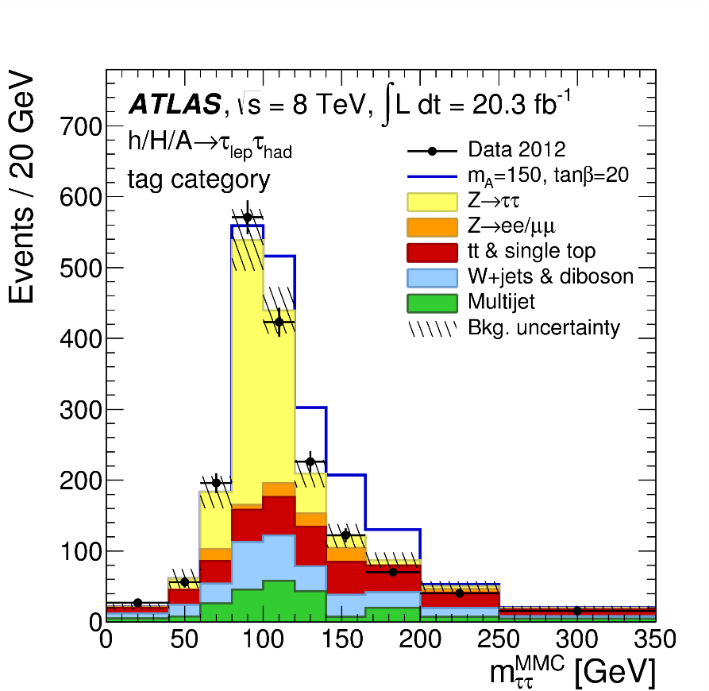 ATLAS, √s = 8 TeV, ∫L dt = 20.3 fb⁻¹
h/H/A→τlepτhad
tag category
Data 2012
mA=150, tanβ=20
Z→ττ
Z→ee/μμ
tt & single top
W+jets & diboson
Multijet
Bkg. uncertainty
Events / 20 GeV
700
600
500
400
300
200
100
0
0 50 100 150 200 250 300 350
mττMMC [GeV]